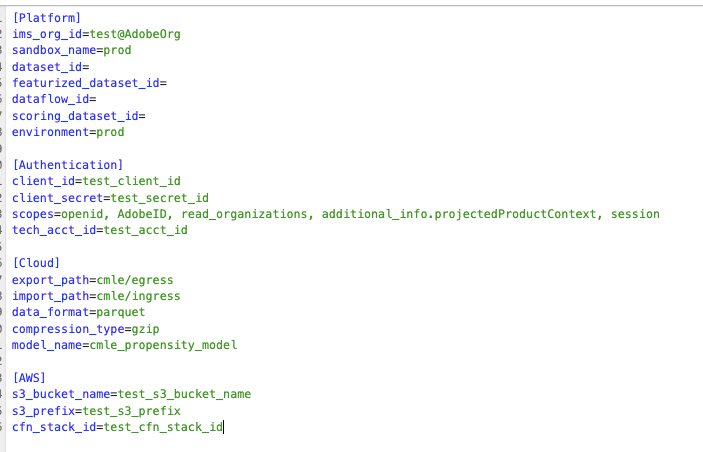 [Platform]
ims_org_id=test@AdobeOrg
sandbox_name=prod
dataset_id=
featurized_dataset_id=
dataflow_id=
scoring_dataset_id=
environment=prod
[Authentication]
client_id=test_client_id
client_secret=test_secret_id
scopes=openid, AdobeID, read_organizations, additional_info.projectedProductContext, session
tech_acct_id=test_acct_id
[Cloud]
export_path=cmle/egress
import_path=cmle/ingress
data_format=parquet
compression_type=gzip
model_name=cmle_propensity_model
[AWS]
s3_bucket_name=test_s3_bucket_name
s3_prefix=test_s3_prefix
cfn_stack_id=test_cfn_stack_id